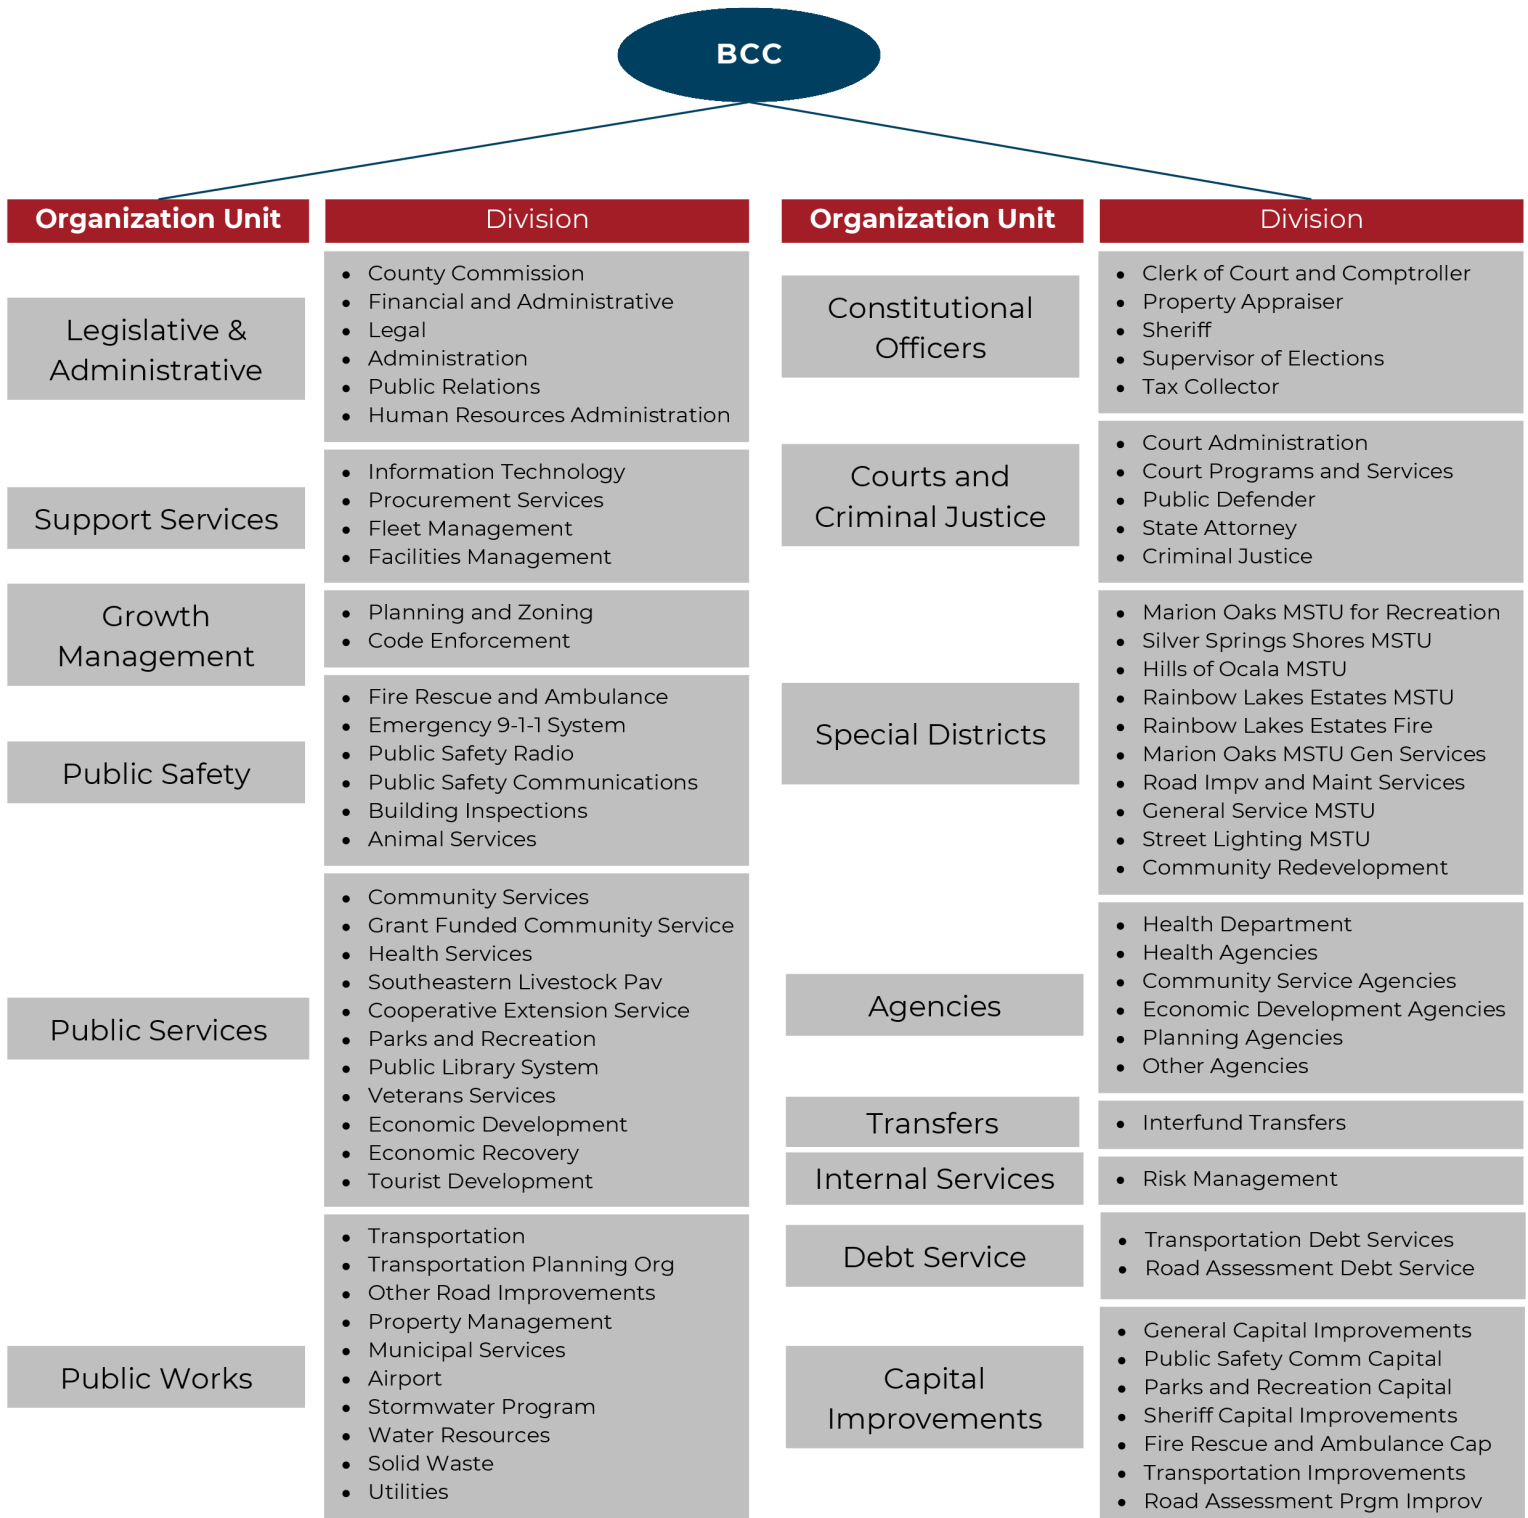 BCC
Organization Unit
Division
Legislative &
Administrative
County Commission
Financial and Administrative
Legal
Administration
Public Relations
Human Resources Administration
Support Services
Information Technology
Procurement Services
Fleet Management
Facilities Management
Growth
Management
Planning and Zoning
Code Enforcement
Public Safety
Fire Rescue and Ambulance
Emergency 9-1-1 System
Public Safety Radio
Public Safety Communications
Building Inspections
Animal Services
Public Services
Community Services
Grant Funded Community Service
Health Services
Southeastern Livestock Pav
Cooperative Extension Service
Parks and Recreation
Public Library System
Veterans Services
Economic Development
Economic Recovery
Tourist Development
Public Works
Transportation
Transportation Planning Org
Other Road Improvements
Property Management
Municipal Services
Airport
Stormwater Program
Water Resources
Solid Waste
Utilities
Organization Unit
Division
Constitutional
Officers
Clerk of Court and Comptroller
Property Appraiser
Sheriff
Supervisor of Elections
Tax Collector
Courts and
Criminal Justice
Court Administration
Court Programs and Services
Public Defender
State Attorney
Criminal Justice
Special Districts
Marion Oaks MSTU for Recreation
Silver Springs Shores MSTU
Hills of Ocala MSTU
Rainbow Lakes Estates MSTU
Rainbow Lakes Estates Fire
Marion Oaks MSTU Gen Services
Road Impv and Maint Services
General Service MSTU
Street Lighting MSTU
Community Redevelopment
Agencies
Health Department
Health Agencies
Community Service Agencies
Economic Development Agencies
Planning Agencies
Other Agencies
Transfers
Interfund Transfers
Internal Services
Risk Management
Debt Service
Transportation Debt Services
Road Assessment Debt Service
Capital
Improvements
General Capital Improvements
Public Safety Comm Capital
Parks and Recreation Capital
Sheriff Capital Improvements
Fire Rescue and Ambulance Cap
Transportation Improvements
Road Assessment Prgm Improv